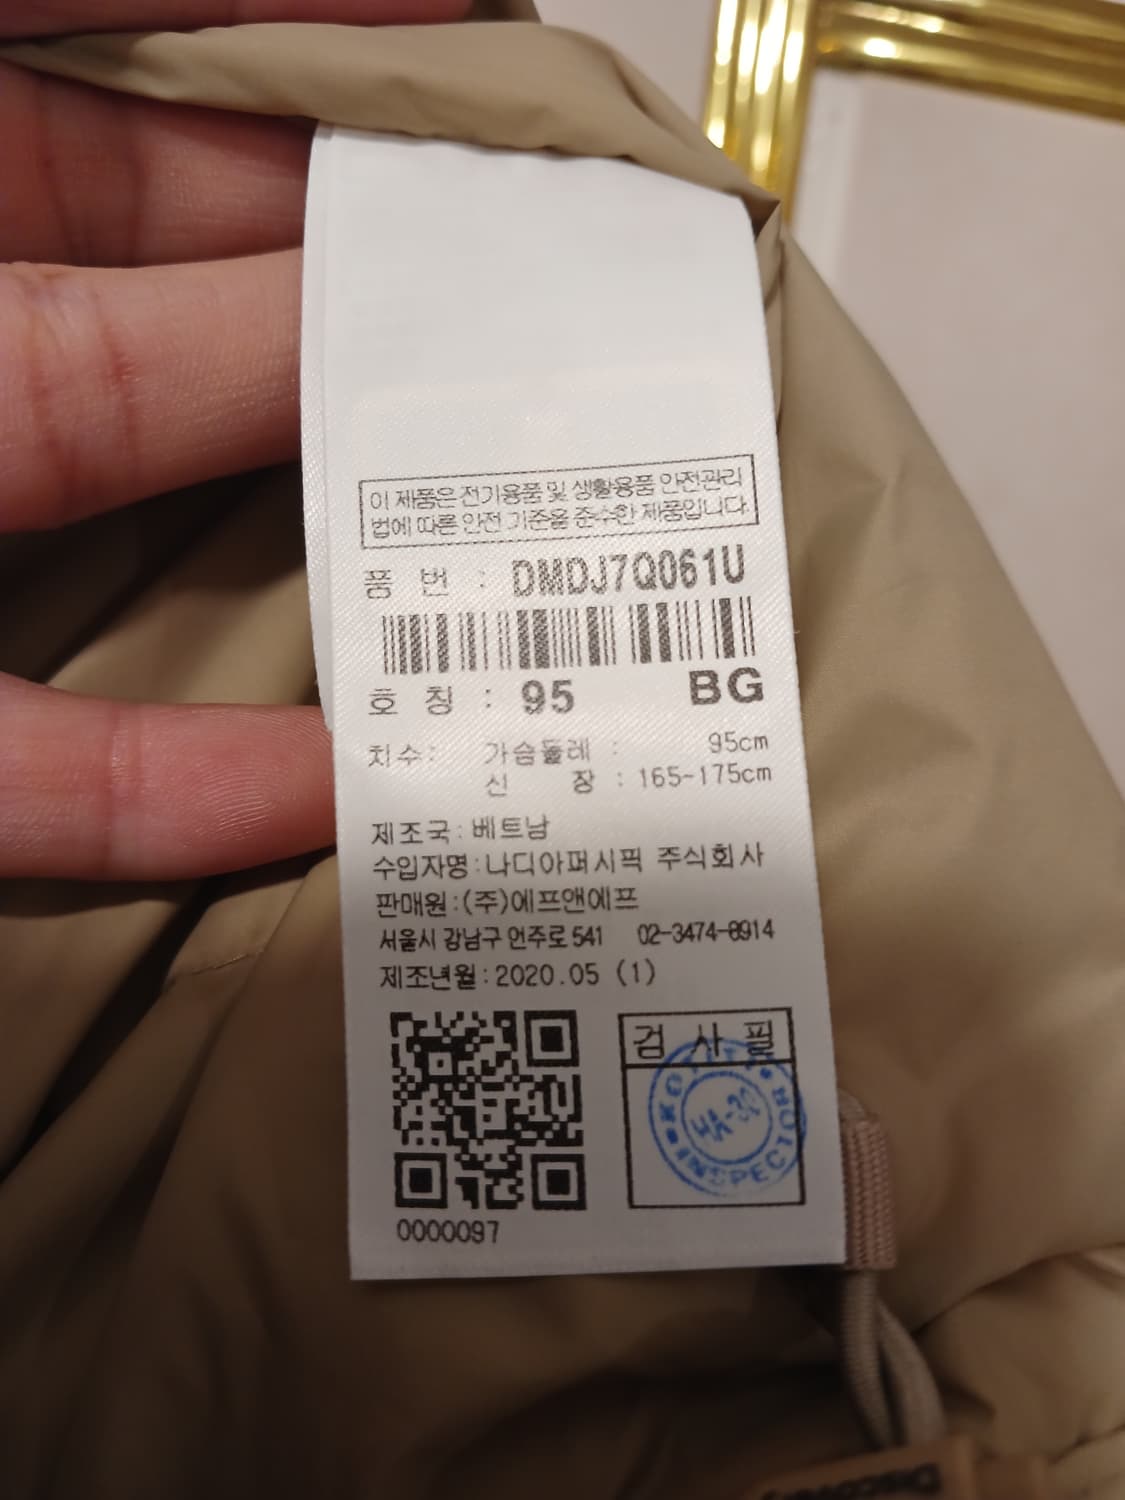 이 제품은 전기용품 및 생활용품 안전관리
법에 따른 안전 기준을 준수한 제품입니다.
품 번 : DMDJ7Q061U
호 칭 : 95 BG
치수: 가슴둘레 : 95cm
신 장 : 165-175cm
제조국:베트남
수입자명:나디아퍼시픽 주식회사
판매원:(주)에프앤에프
서울시 강남구 언주로 541 02-3474-0914
제조년월:2020.05 (1)
검 사 필
KOTITI
INSPECTOR
0000097
Discovery